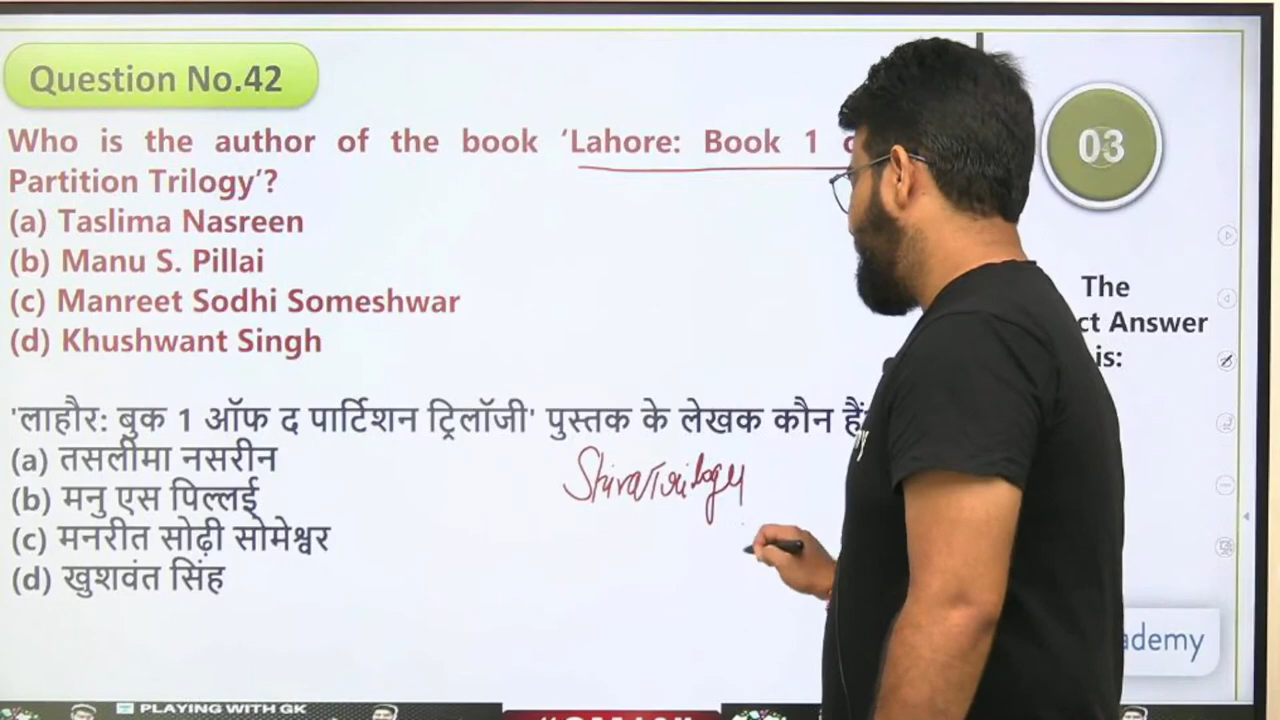 Question No.42
03
Who is the author of the book ‘Lahore: Book 1
Partition Trilogy’?
(a) Taslima Nasreen
(b) Manu S. Pillai
(c) Manreet Sodhi Someshwar
(d) Khushwant Singh
The
ct Answer
is:
'लाहौर: बुक 1 ऑफ द पार्टिशन ट्रिलॉजी' पुस्तक के लेखक कौन हैं
(a) तसलीमा नसरीन
(b) मनु एस पिल्लई
(c) मनरीत सोढ़ी सोमेश्वर
(d) खुशवंत सिंह
Shiva Trilogy
ademy
PLAYING WITH GK